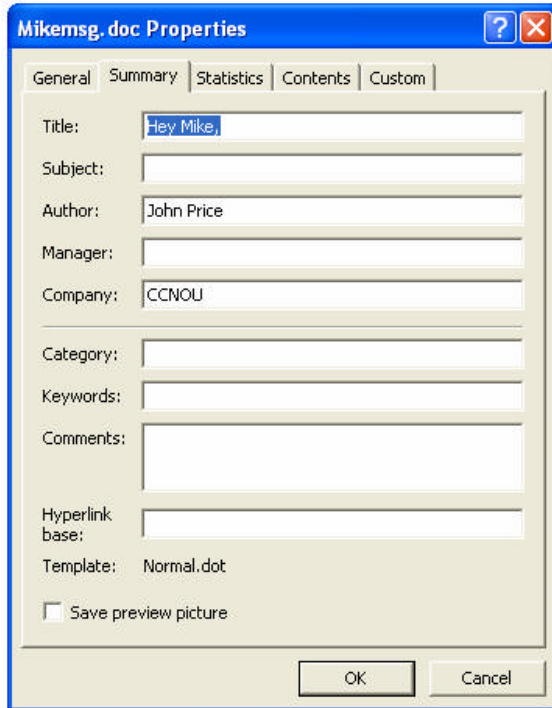 Mikemsg.doc Properties
General Summary Statistics Contents Custom
Title: Hey Mike,
Subject:
Author: John Price
Manager:
Company: CCNOU
Category:
Keywords:
Comments:
Hyperlink
base:
Template: Normal.dot
Save preview picture
OK Cancel